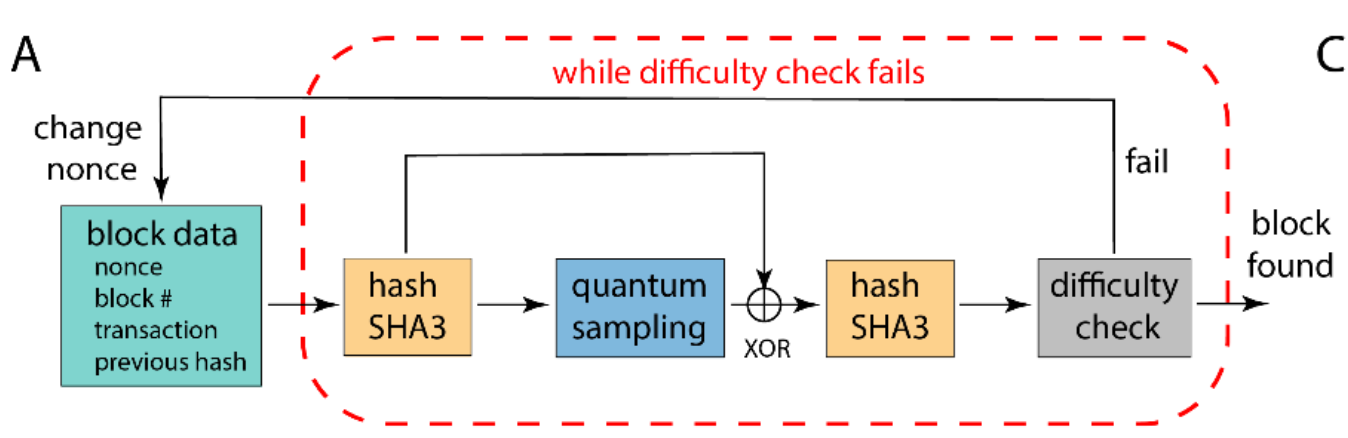 A
C
while difficulty check fails
change
nonce
fail
block data
nonce
block #
transaction
previous hash
hash
SHA3
quantum
sampling
XOR
hash
SHA3
difficulty
check
block
found